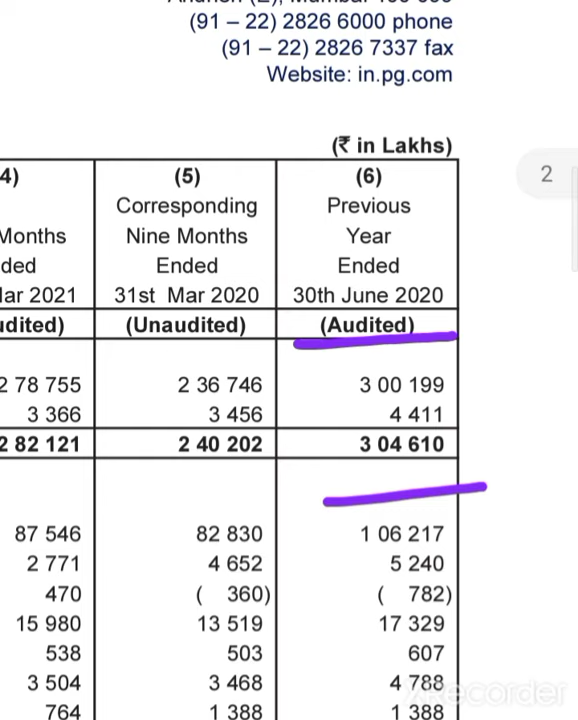 (91 – 22) 2826 6000 phone
(91 – 22) 2826 7337 fax
Website: in.pg.com
2
(₹ in Lakhs)
4) (5) (6)
Corresponding Previous
Months Nine Months Year
ded Ended Ended
ar 2021 31st Mar 2020 30th June 2020
udited) (Unaudited) (Audited)
2 78 755 2 36 746 3 00 199
3 366 3 456 4 411
2 82 121 2 40 202 3 04 610
87 546 82 830 1 06 217
2 771 4 652 5 240
470 ( 360) ( 782)
15 980 13 519 17 329
538 503 607
3 504 3 468 4 788
764 1 388 1 388